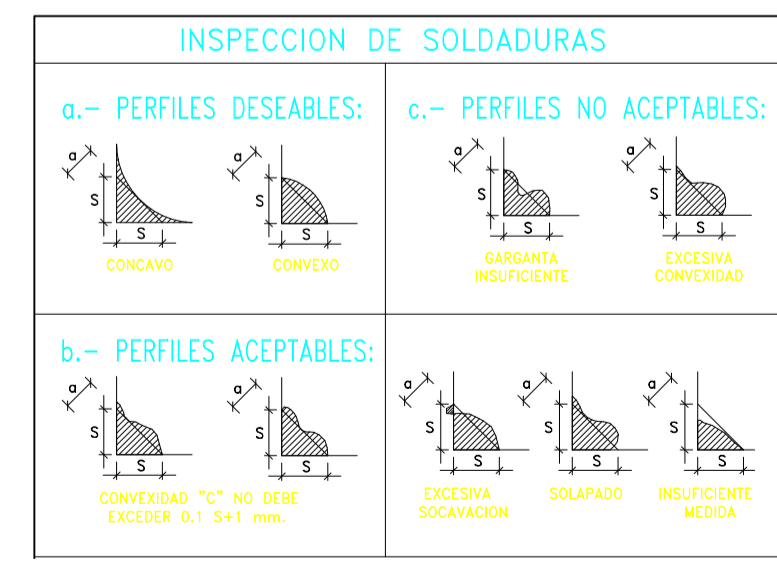 INSPECCION DE SOLDADURAS
a.- PERFILES DESEABLES:
a
S
S
CONCAVO
a
S
S
CONVEXO
c.- PERFILES NO ACEPTABLES:
a
S
S
GARGANTA
INSUFICIENTE
a
S
S
EXCESIVA
CONVEXIDAD
b.- PERFILES ACEPTABLES:
a
S
S
a
S
S
CONVEXIDAD "C" NO DEBE
EXCEDER 0.1 S+1 mm.
a
S
S
EXCESIVA
SOCAVACION
a
S
S
SOLAPADO
a
S
S
INSUFICIENTE
MEDIDA